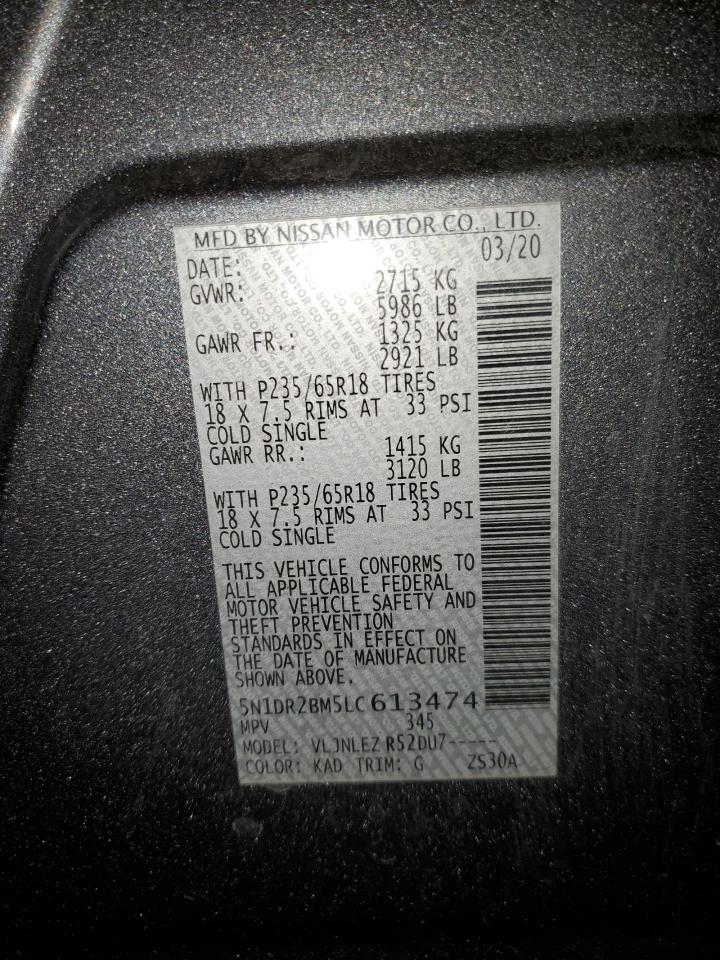 MFD BY NISSAN MOTOR CO., LTD.
DATE: 03/20
GVWR: 2715 KG
5986 LB
GAWR FR.: 1325 KG
2921 LB
WITH P235/65R18 TIRES
18 X 7.5 RIMS AT 33 PSI
COLD SINGLE
GAWR RR.: 1415 KG
3120 LB
WITH P235/65R18 TIRES
18 X 7.5 RIMS AT 33 PSI
COLD SINGLE
THIS VEHICLE CONFORMS TO
ALL APPLICABLE FEDERAL
MOTOR VEHICLE SAFETY AND
THEFT PREVENTION
STANDARDS IN EFFECT ON
THE DATE OF MANUFACTURE
SHOWN ABOVE.
5N1DR2BM5LC613474
MPV 345
MODEL: VLJNLEZ R52DU7-----
COLOR: KAD TRIM: G ZS30A